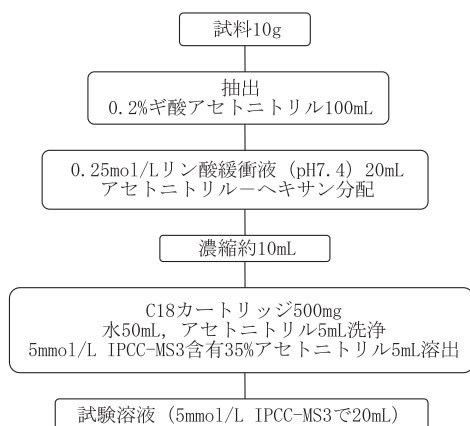 試料10g
抽出
0.2%ギ酸アセトニトリル100mL
0.25mol/Lリン酸緩衝液 (pH7.4) 20mL
アセトニトリル－ヘキサン分配
濃縮約10mL
C18カートリッジ500mg
水50mL, アセトニトリル5mL洗浄
5mmol/L IPCC-MS3含有35%アセトニトリル5mL溶出
試験溶液 (5mmol/L IPCC-MS3で20mL)